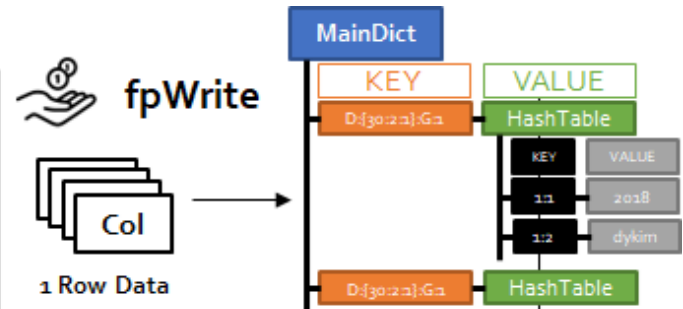 MainDict
fpWrite
KEY VALUE
D:[30:2:1]:G:1 HashTable
KEY VALUE
1:1 2018
1:2 dykim
Col
1 Row Data
D:[30:2:1]:G:1 HashTable